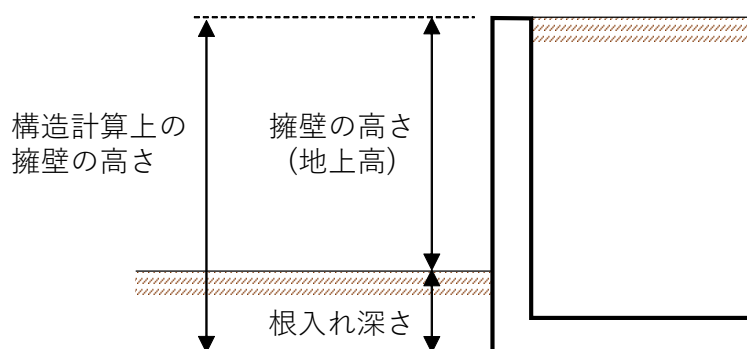 構造計算上の
擁壁の高さ
擁壁の高さ
（地上高）
根入れ深さ